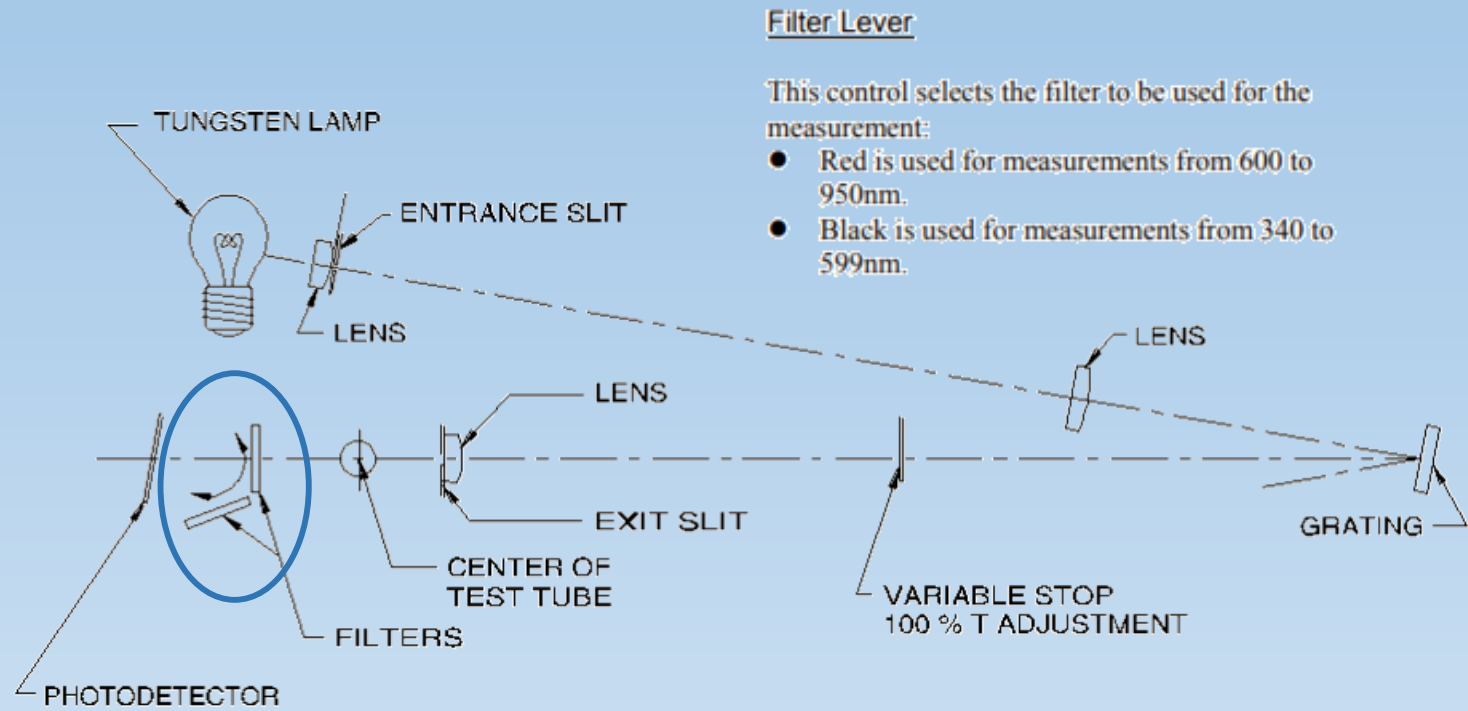 Filter Lever
This control selects the filter to be used for the
measurement:
● Red is used for measurements from 600 to
950nm.
● Black is used for measurements from 340 to
599nm.
TUNGSTEN LAMP
ENTRANCE SLIT
LENS
LENS
LENS
EXIT SLIT
GRATING
CENTER OF
TEST TUBE
VARIABLE STOP
100 % T ADJUSTMENT
FILTERS
PHOTODETECTOR